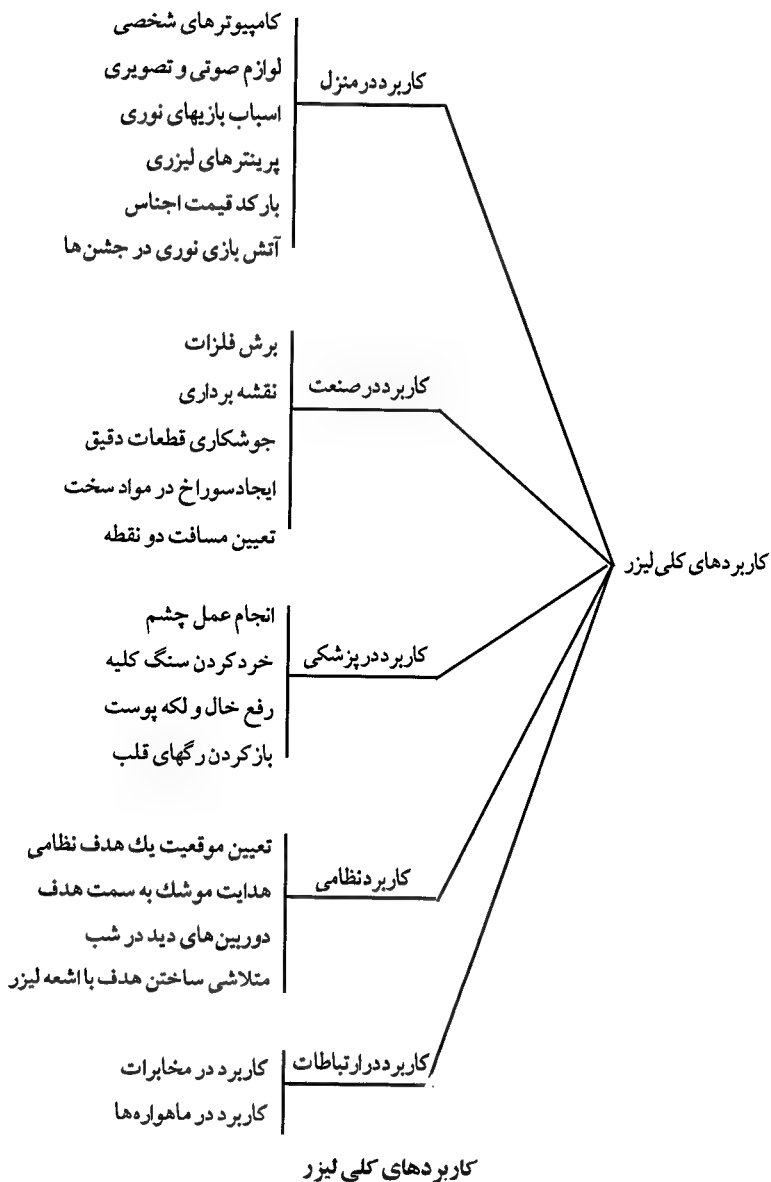 کاربردهای کلی لیزر
کاربرد در منزل
کامپیوترهای شخصی
لوازم صوتی و تصویری
اسباب بازیهای نوری
پرینترهای لیزری
بارکد قیمت اجناس
آتش بازی نوری در جشن ها
کاربرد در صنعت
برش فلزات
نقشه برداری
جوشکاری قطعات دقیق
ایجاد سوراخ در مواد سخت
تعیین مسافت دو نقطه
کاربرد در پزشکی
انجام عمل چشم
خرد کردن سنگ کلیه
رفع خال و لکه پوست
باز کردن رگهای قلب
کاربرد نظامی
تعیین موقعیت یك هدف نظامی
هدایت موشك به سمت هدف
دوربین های دید در شب
متلاشی ساختن هدف با اشعه لیزر
کاربرد در ارتباطات
کاربرد در مخابرات
کاربرد در ماهواره‌ها
کاربردهای کلی لیزر